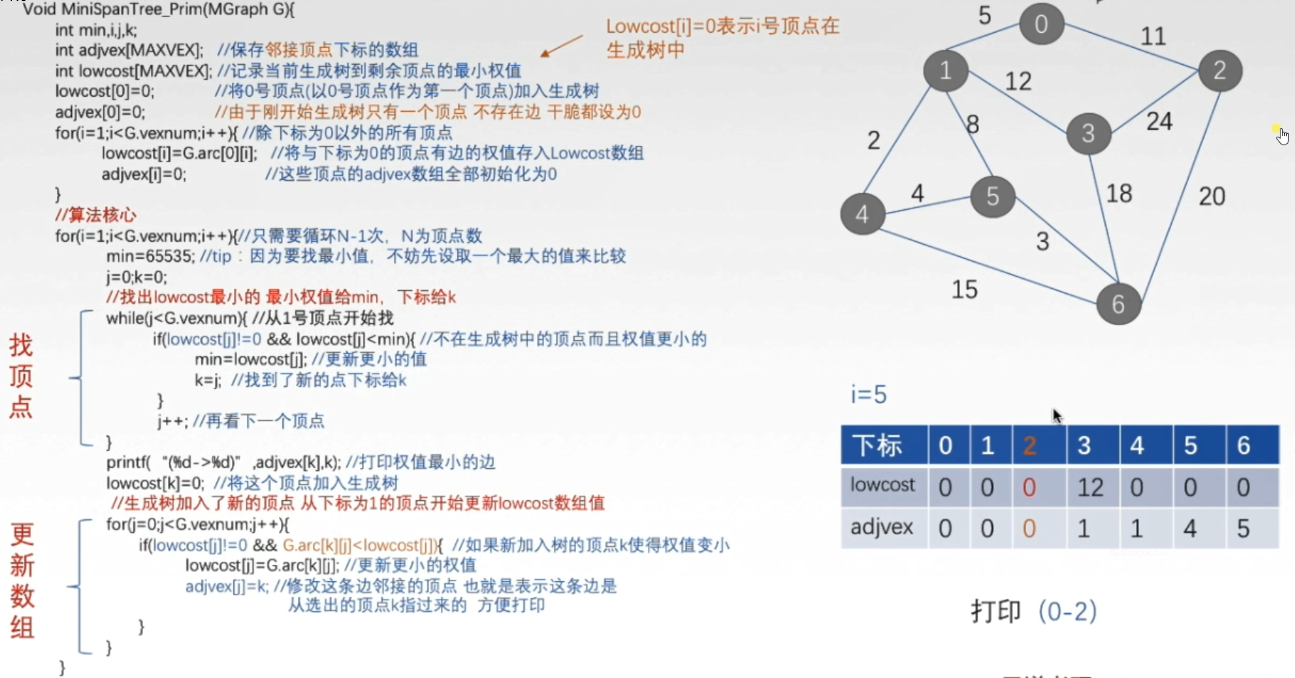 Void MiniSpanTree_Prim(MGraph G){
int min,i,j,k;
int adjvex[MAXVEX]; //保存邻接顶点下标的数组
int lowcost[MAXVEX]; //记录当前生成树到剩余顶点的最小权值
lowcost[0]=0; //将0号顶点(以0号顶点作为第一个顶点)加入生成树
adjvex[0]=0; //由于刚开始生成树只有一个顶点 不存在边 干脆都设为0
for(i=1;i<G.vexnum;i++){ //除下标为0以外的所有顶点
lowcost[i]=G.arc[0][i]; //将与下标为0的顶点有边的权值存入Lowcost数组
adjvex[i]=0; //这些顶点的adjvex数组全部初始化为0
}
//算法核心
for(i=1;i<G.vexnum;i++){//只需要循环N-1次，N为顶点数
min=65535; //tip：因为要找最小值，不妨先设取一个最大的值来比较
j=0;k=0;
//找出lowcost最小的 最小权值给min，下标给k
while(j<G.vexnum){ //从1号顶点开始找
if(lowcost[j]!=0 && lowcost[j]<min){ //不在生成树中的顶点而且权值更小的
min=lowcost[j]; //更新更小的值
k=j; //找到了新的点下标给k
}
j++; //再看下一个顶点
}
printf( "(%d->%d)" ,adjvex[k],k); //打印权值最小的边
lowcost[k]=0; //将这个顶点加入生成树
//生成树加入了新的顶点 从下标为1的顶点开始更新lowcost数组值
for(j=0;j<G.vexnum;j++){
if(lowcost[j]!=0 && G.arc[k][j]<lowcost[j]){ //如果新加入树的顶点k使得权值变小
lowcost[j]=G.arc[k][j]; //更新更小的权值
adjvex[j]=k; //修改这条边邻接的顶点 也就是表示这条边是
从选出的顶点k指过来的 方便打印
}
}
}
找顶点
更新数组
Lowcost[i]=0表示i号顶点在
生成树中
5 0 11
1 12 2
8 3 24
2
4 4 5 18 20
3
15 6
i=5
下标 0 1 2 3 4 5 6
lowcost 0 0 0 12 0 0 0
adjvex 0 0 0 1 1 4 5
打印（0-2）